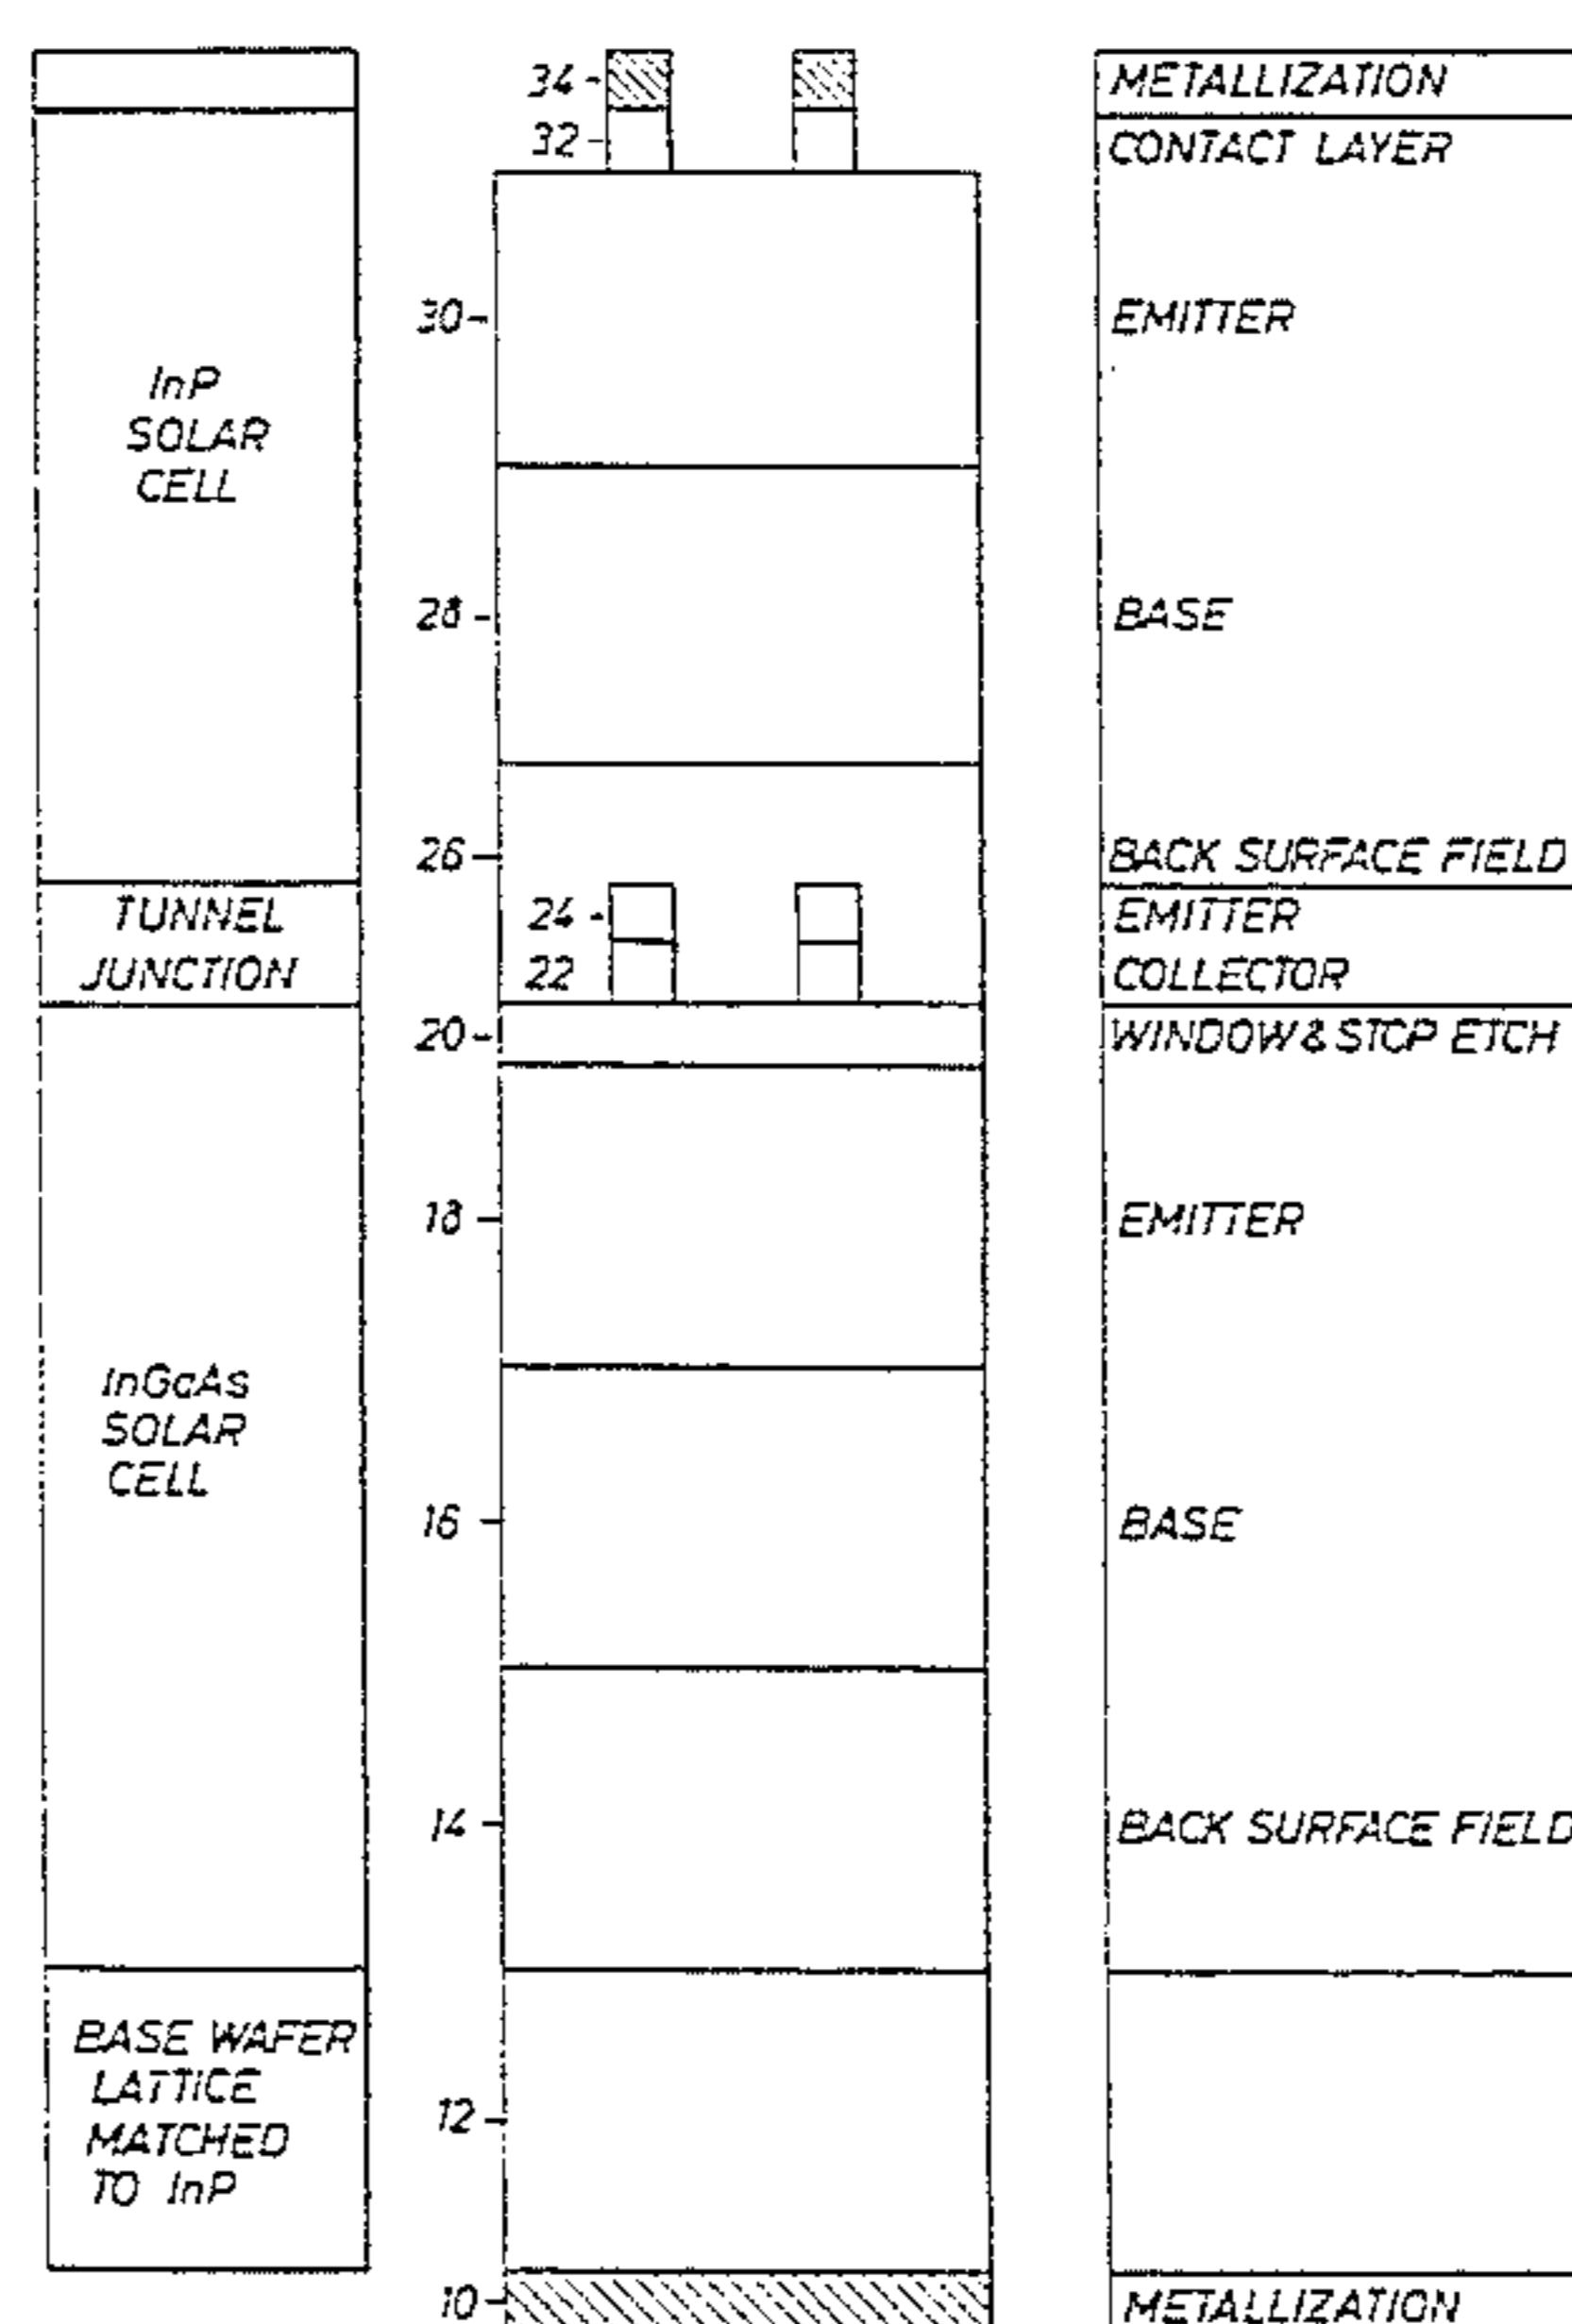 34
METALLIZATION
32
CONTACT LAYER
30
EMITTER
InP
SOLAR
CELL
28
BASE
26
BACK SURFACE FIELD
TUNNEL
JUNCTION
24
EMITTER
22
COLLECTOR
20
WINDOW & STOP ETCH
18
EMITTER
InGaAs
SOLAR
CELL
16
BASE
14
BACK SURFACE FIELD
BASE WAFER
LATTICE
MATCHED
TO InP
12
10
METALLIZATION